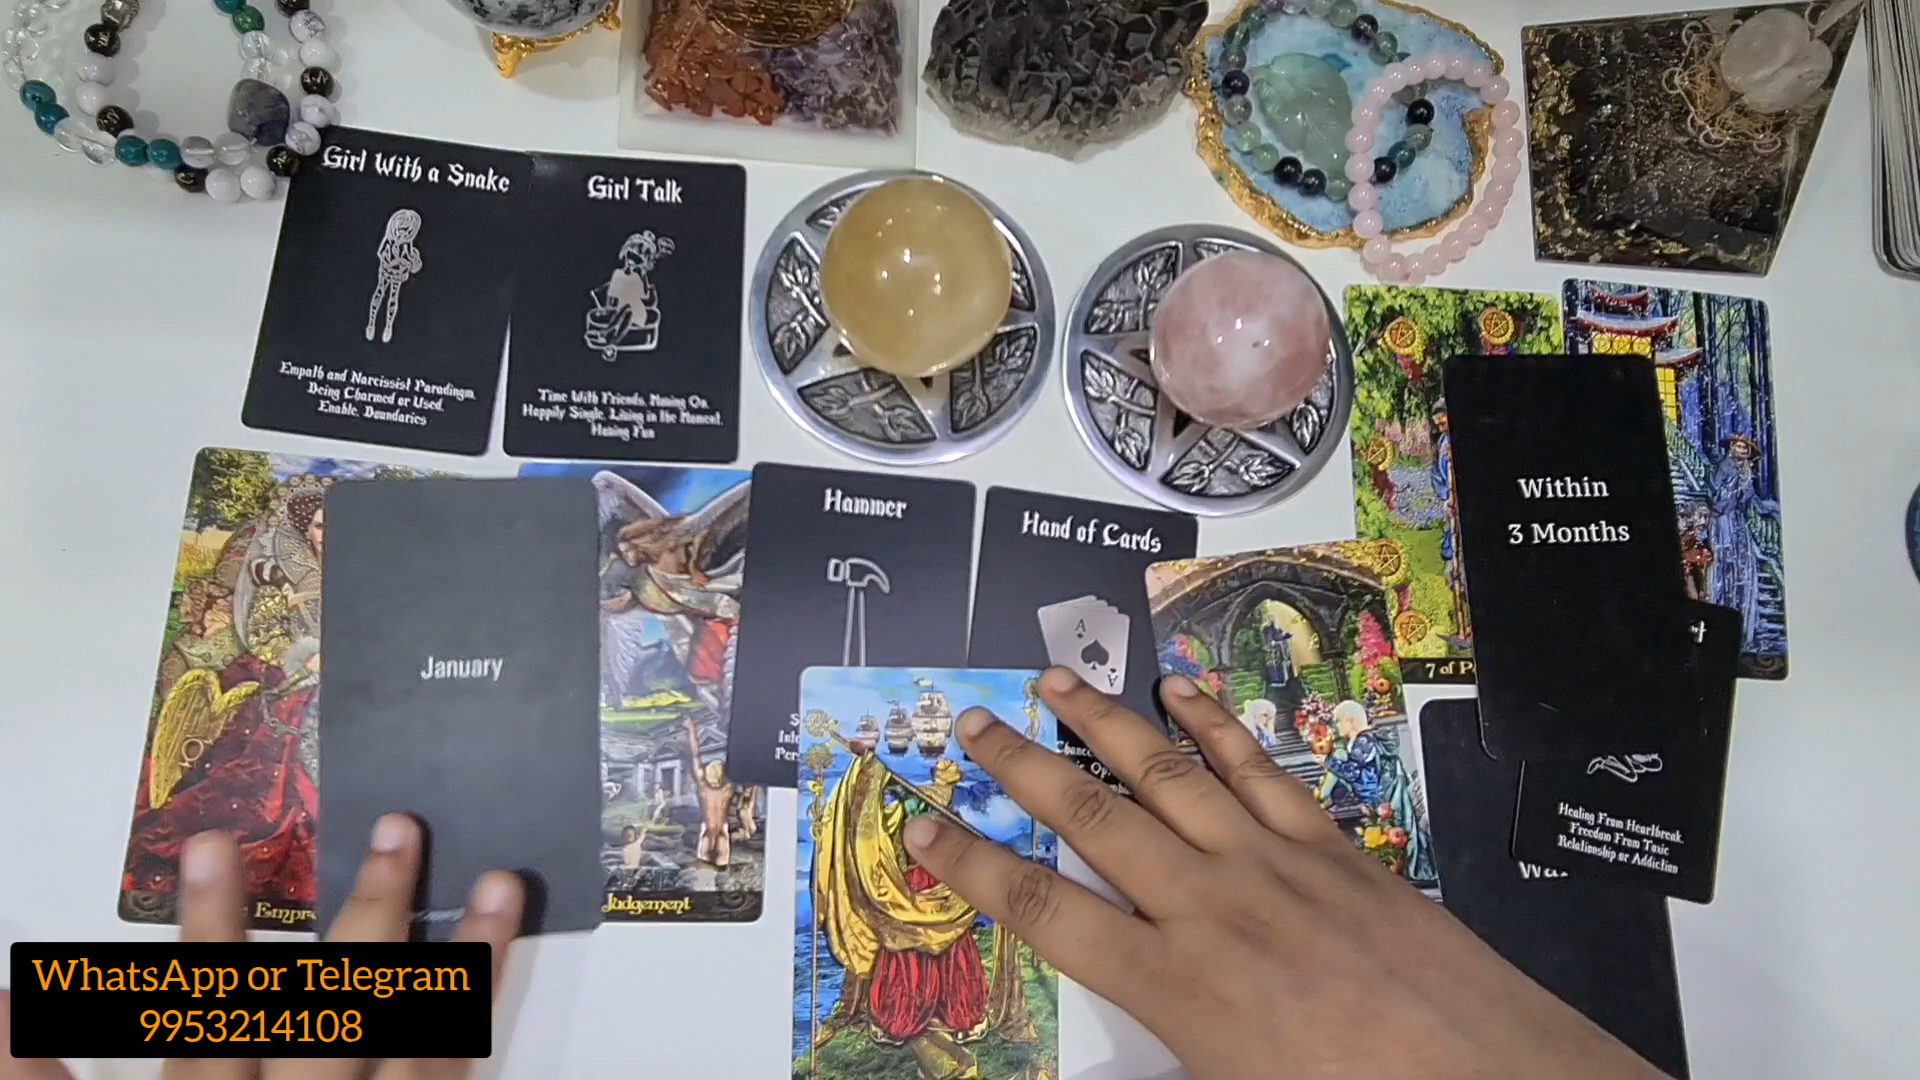 Girl With a Snake
Empath and Narcissist Paradingm.
Being Charmed or Used.
Enable. Boundaries
Girl Talk
Time With Friends. Moving On.
Happily Single. Living in the Moment.
Having Fun
January
Judgement
Hammer
Hand of Cards
A
A
7 of P
Within
3 Months
Healing From Heartbreak.
Freedom From Toxic
Relationship or Addiction
WhatsApp or Telegram
9953214108